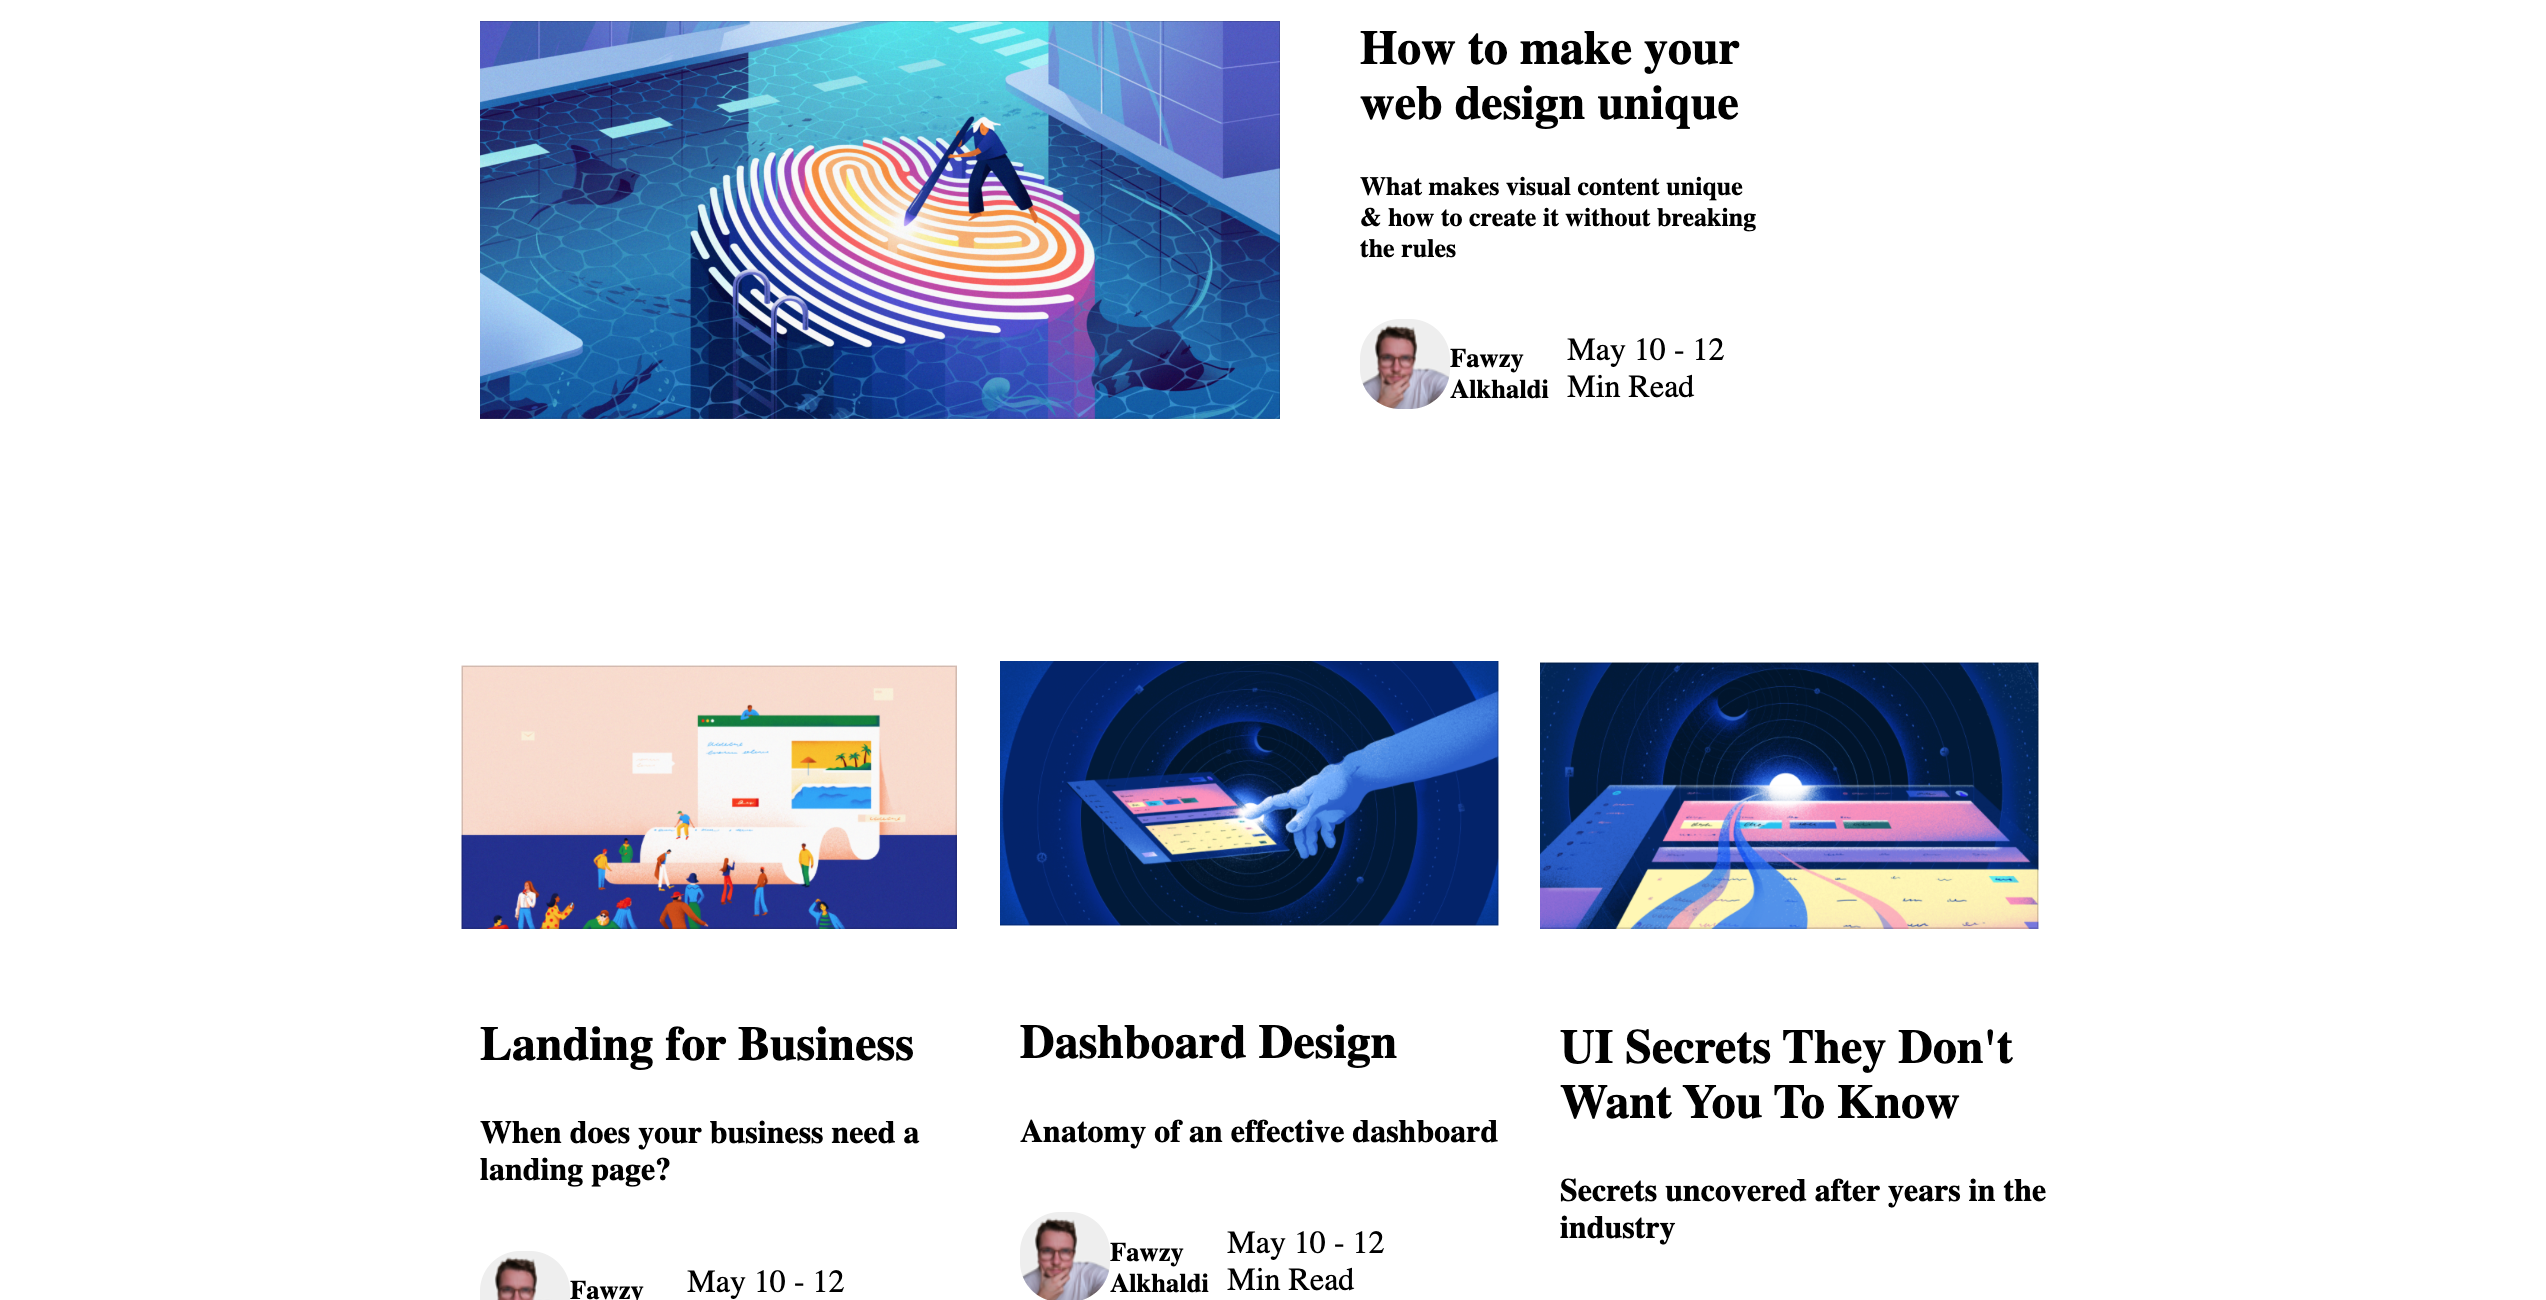 How to make your
web design unique
What makes visual content unique
& how to create it without breaking
the rules
Fawzy
Alkhaldi
May 10 - 12
Min Read
Landing for Business
When does your business need a
landing page?
Fawzy
May 10 - 12
Dashboard Design
Anatomy of an effective dashboard
Fawzy
Alkhaldi
May 10 - 12
Min Read
UI Secrets They Don't
Want You To Know
Secrets uncovered after years in the
industry